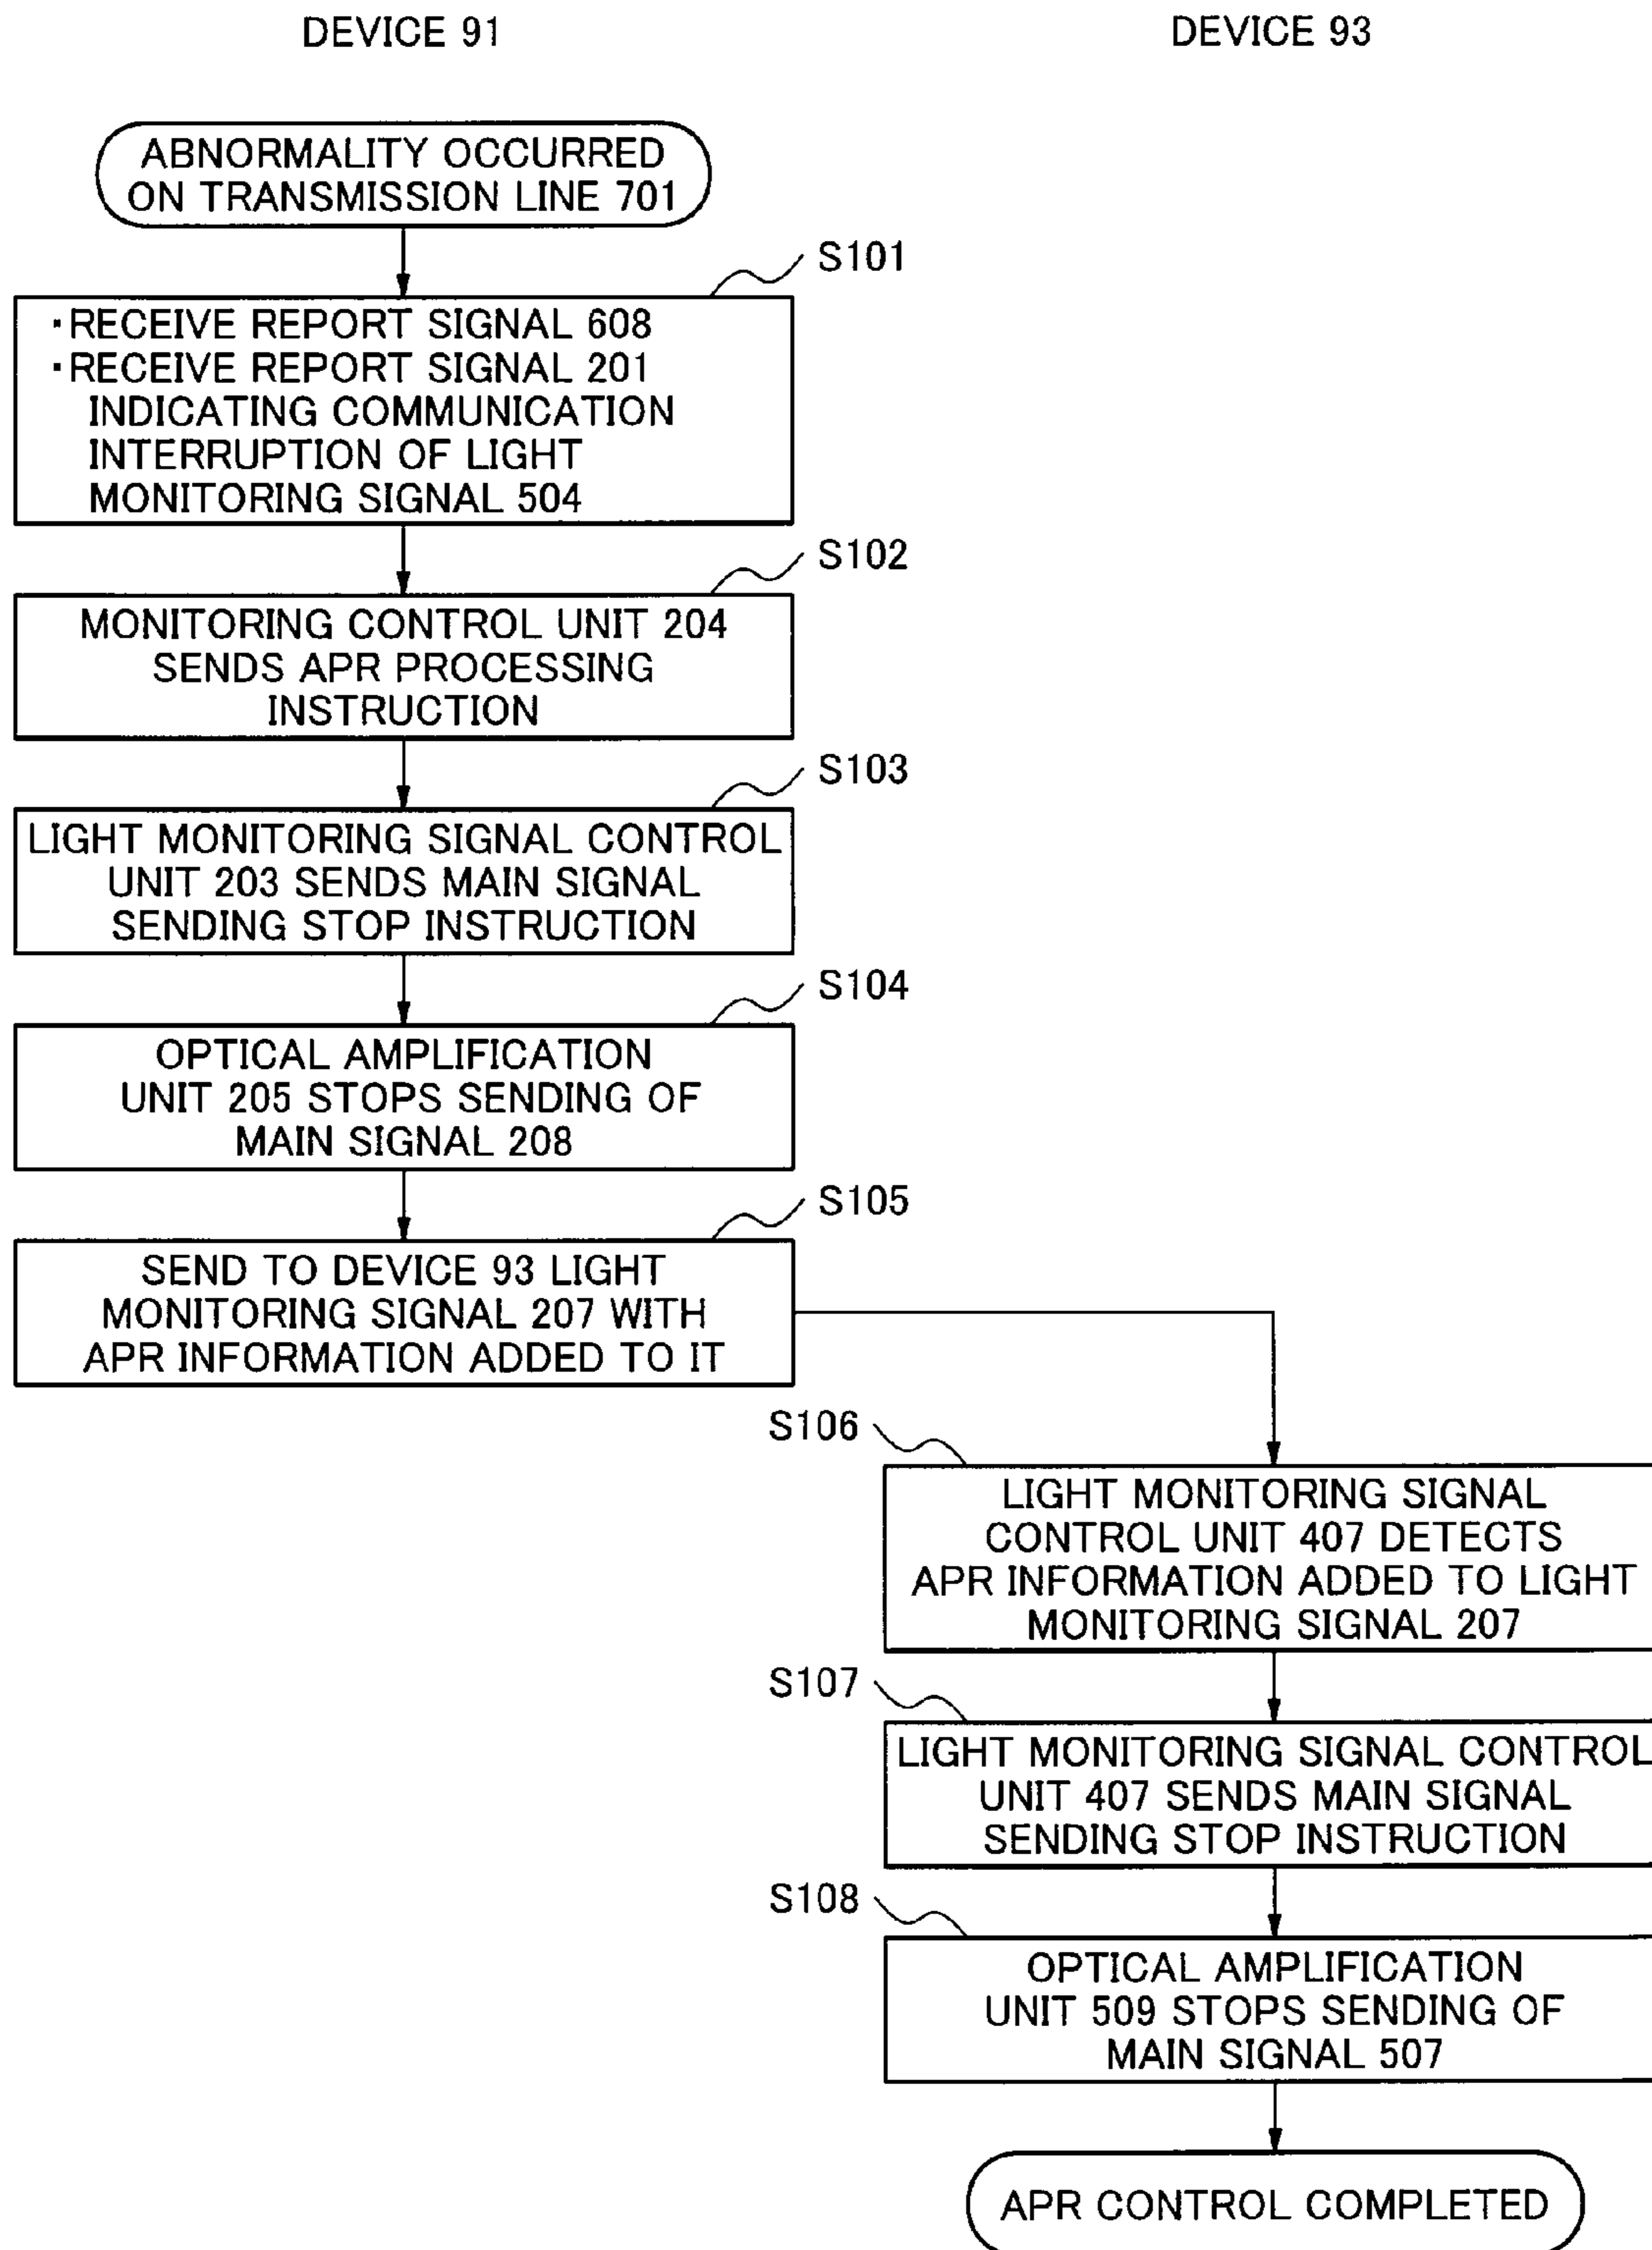 DEVICE 91
DEVICE 93
ABNORMALITY OCCURRED
ON TRANSMISSION LINE 701
S101
・RECEIVE REPORT SIGNAL 608
・RECEIVE REPORT SIGNAL 201
INDICATING COMMUNICATION
INTERRUPTION OF LIGHT
MONITORING SIGNAL 504
S102
MONITORING CONTROL UNIT 204
SENDS APR PROCESSING
INSTRUCTION
S103
LIGHT MONITORING SIGNAL CONTROL
UNIT 203 SENDS MAIN SIGNAL
SENDING STOP INSTRUCTION
S104
OPTICAL AMPLIFICATION
UNIT 205 STOPS SENDING OF
MAIN SIGNAL 208
S105
SEND TO DEVICE 93 LIGHT
MONITORING SIGNAL 207 WITH
APR INFORMATION ADDED TO IT
S106
LIGHT MONITORING SIGNAL
CONTROL UNIT 407 DETECTS
APR INFORMATION ADDED TO LIGHT
MONITORING SIGNAL 207
S107
LIGHT MONITORING SIGNAL CONTROL
UNIT 407 SENDS MAIN SIGNAL
SENDING STOP INSTRUCTION
S108
OPTICAL AMPLIFICATION
UNIT 509 STOPS SENDING OF
MAIN SIGNAL 507
APR CONTROL COMPLETED